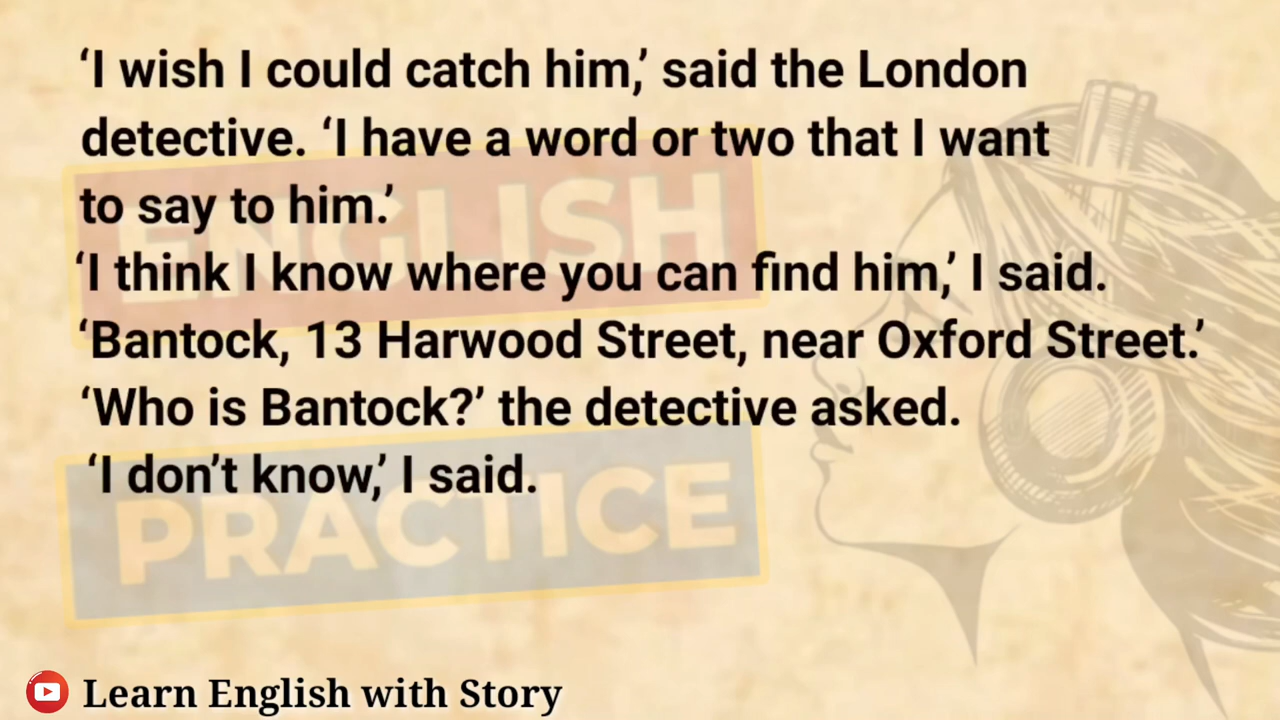 ‘I wish I could catch him,’ said the London
detective. ‘I have a word or two that I want
to say to him.’
‘I think I know where you can find him,’ I said.
‘Bantock, 13 Harwood Street, near Oxford Street.’
‘Who is Bantock?’ the detective asked.
‘I don’t know,’ I said.
ENGLISH
PRACTICE
Learn English with Story